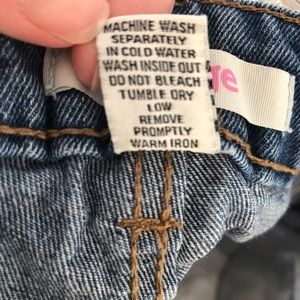 MACHINE WASH
SEPARATELY
IN COLD WATER
WASH INSIDE OUT
DO NOT BLEACH
TUMBLE DRY
LOW
REMOVE
PROMPTLY
WARM IRON